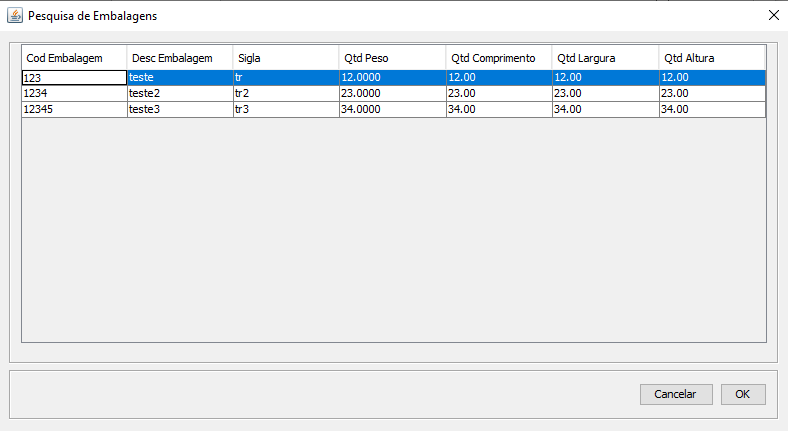 Pesquisa de Embalagens
Cod Embalagem Desc Embalagem Sigla Qtd Peso Qtd Comprimento Qtd Largura Qtd Altura
123 teste tr 12.0000 12.00 12.00 12.00
1234 teste2 tr2 23.0000 23.00 23.00 23.00
12345 teste3 tr3 34.0000 34.00 34.00 34.00
Cancelar OK